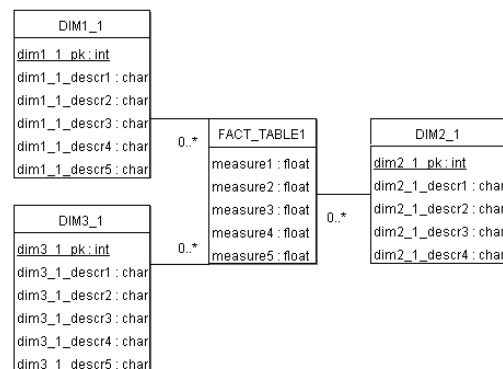 DIM1_1
dim1_1_pk : int
dim1_1_descr1 : char
dim1_1_descr2 : char
dim1_1_descr3 : char
dim1_1_descr4 : char
dim1_1_descr5 : char
0..*
FACT_TABLE1
measure1 : float
measure2 : float
measure3 : float
measure4 : float
measure5 : float
0..*
DIM2_1
dim2_1_pk : int
dim2_1_descr1 : char
dim2_1_descr2 : char
dim2_1_descr3 : char
dim2_1_descr4 : char
DIM3_1
dim3_1_pk : int
dim3_1_descr1 : char
dim3_1_descr2 : char
dim3_1_descr3 : char
dim3_1_descr4 : char
dim3_1_descr5 : char
0..*